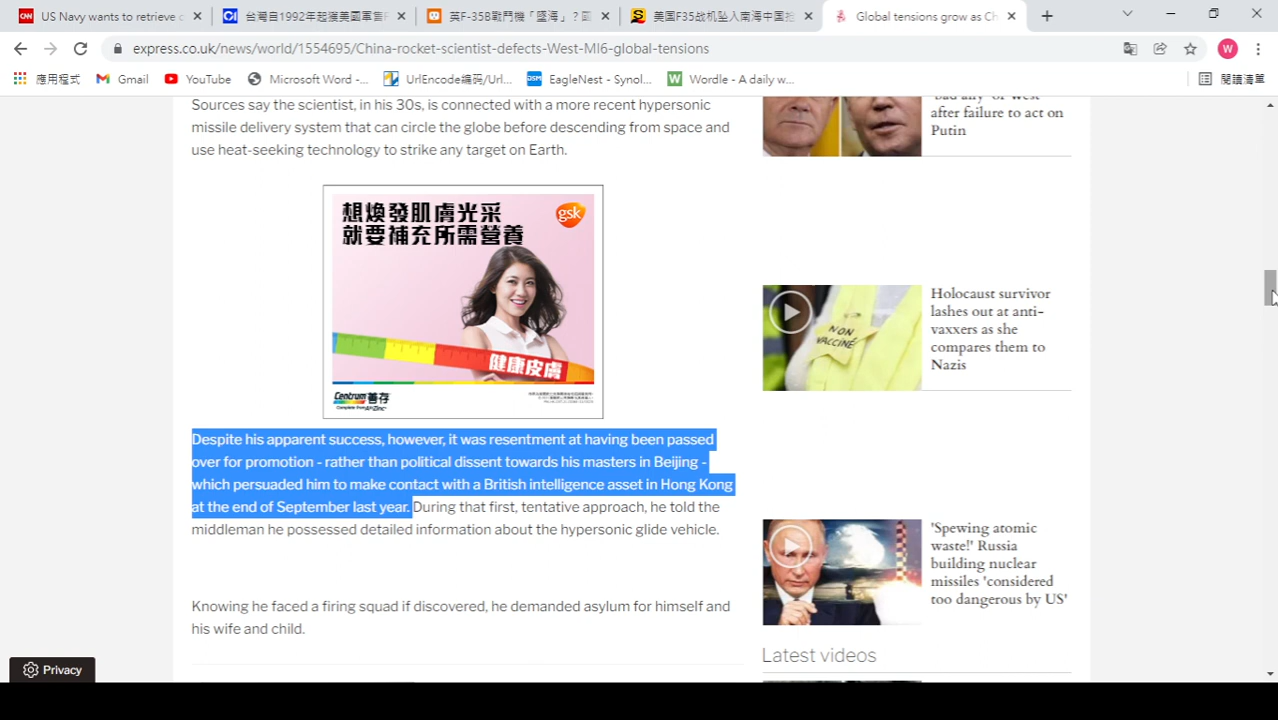 US Navy wants to retrieve c
台灣自1992年起獲美國軍售F
英F-35B戰鬥機「墜海」？
美国F35战机坠入南海中国抢
Global tensions grow as Ch
express.co.uk/news/world/1554695/China-rocket-scientist-defects-West-MI6-global-tensions
W
應用程式
Gmail
YouTube
Microsoft Word -...
UrlEncode编码/Url...
EagleNest - Synol...
Wordle - A daily w...
閱讀清單
Sources say the scientist, in his 30s, is connected with a more recent hypersonic
missile delivery system that can circle the globe before descending from space and
use heat-seeking technology to strike any target on Earth.
想煥發肌膚光采
就要補充所需營養
gsk
健康皮膚
Centrum善存
Despite his apparent success, however, it was resentment at having been passed
over for promotion - rather than political dissent towards his masters in Beijing -
which persuaded him to make contact with a British intelligence asset in Hong Kong
at the end of September last year. During that first, tentative approach, he told the
middleman he possessed detailed information about the hypersonic glide vehicle.
Knowing he faced a firing squad if discovered, he demanded asylum for himself and
his wife and child.
after failure to act on
Putin
NON
VACCINÉ
Holocaust survivor
lashes out at anti-
vaxxers as she
compares them to
Nazis
'Spewing atomic
waste!' Russia
building nuclear
missiles 'considered
too dangerous by US'
Latest videos
Privacy